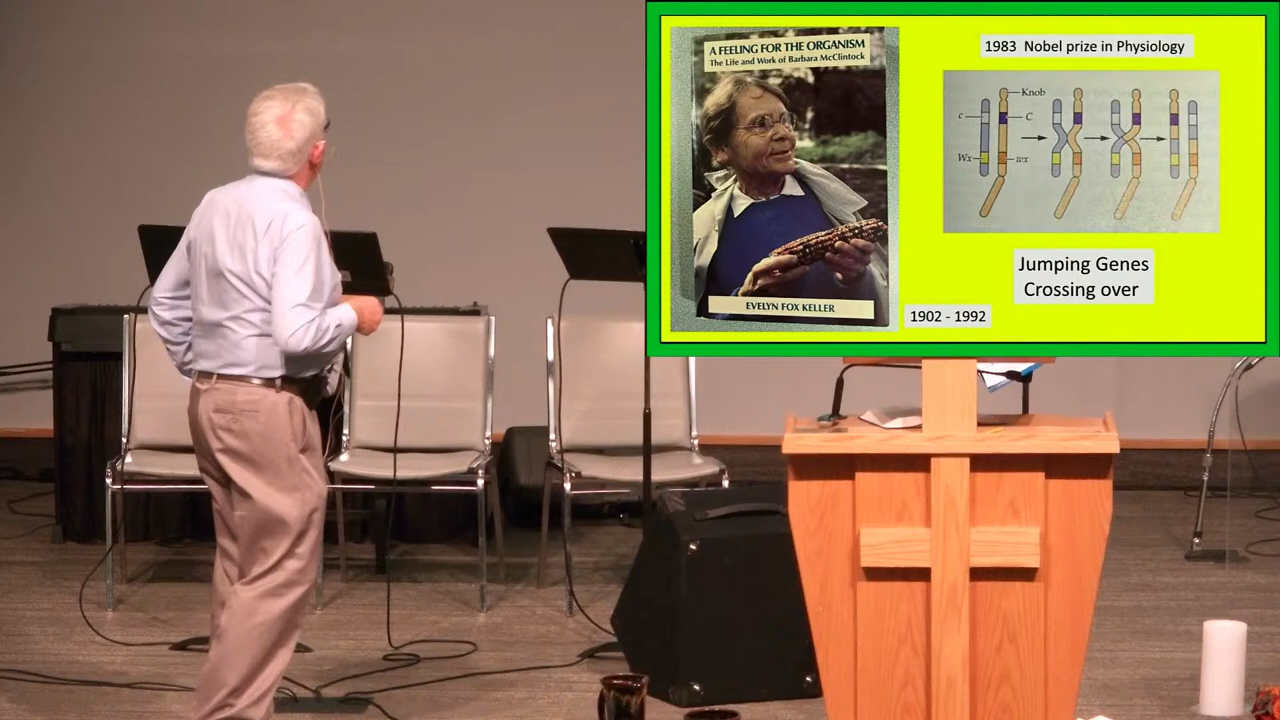 A FEELING FOR THE ORGANISM
The Life and Work of Barbara McClintock
EVELYN FOX KELLER
1902 - 1992
1983 Nobel prize in Physiology
Knob
c
C
Wx
wx
Jumping Genes
Crossing over